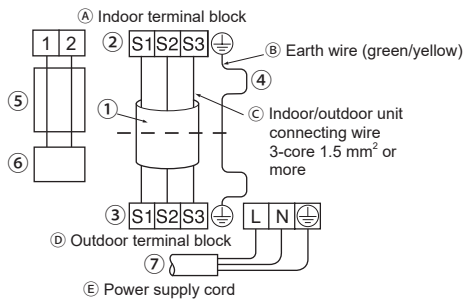 Ⓐ Indoor terminal block
1 2
② S1 S2 S3
Ⓑ Earth wire (green/yellow)
④
⑤
①
Ⓒ Indoor/outdoor unit
connecting wire
3-core 1.5 mm² or
more
⑥
③ S1 S2 S3
L N
Ⓓ Outdoor terminal block
⑦
Ⓔ Power supply cord